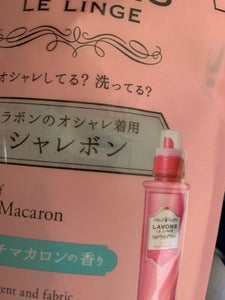 LE LINGE
オシャレしてる? 洗ってる?
ラボンのオシャレ着用
シャレボン
Macaron
チマカロンの香り
LAVONS
LE LINGE
and fabric